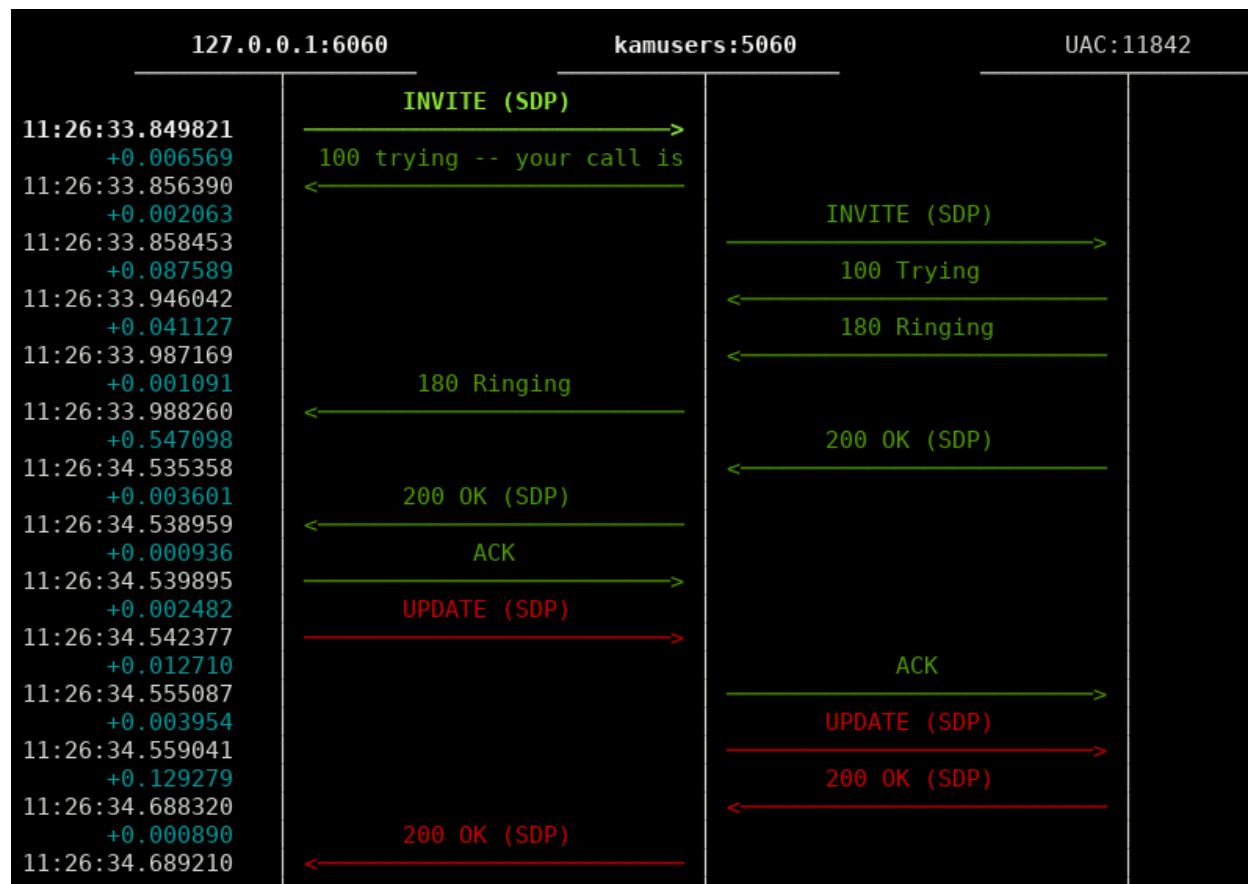 127.0.0.1:6060 kamusers:5060 UAC:11842
INVITE (SDP)
11:26:33.849821
+0.006569 100 trying -- your call is
11:26:33.856390
+0.002063 INVITE (SDP)
11:26:33.858453
+0.087589 100 Trying
11:26:33.946042
+0.041127 180 Ringing
11:26:33.987169
+0.001091 180 Ringing
11:26:33.988260
+0.547098 200 OK (SDP)
11:26:34.535358
+0.003601 200 OK (SDP)
11:26:34.538959
+0.000936 ACK
11:26:34.539895
+0.002482 UPDATE (SDP)
11:26:34.542377
+0.012710 ACK
11:26:34.555087
+0.003954 UPDATE (SDP)
11:26:34.559041
+0.129279 200 OK (SDP)
11:26:34.688320
+0.000890 200 OK (SDP)
11:26:34.689210